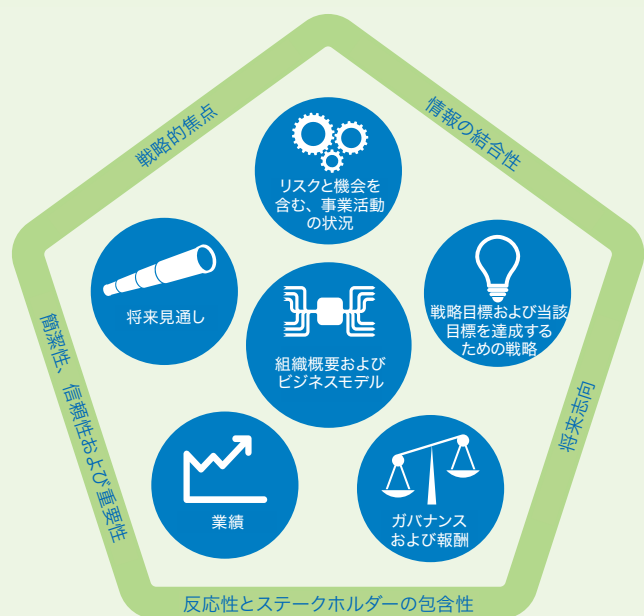 戦略的焦点
情報の結合性
リスクと機会を
含む、事業活動
の状況
将来見通し
戦略目標および当該
目標を達成する
ための戦略
組織概要および
ビジネスモデル
簡潔性、信頼性および重要性
将来志向
業績
ガバナンス
および報酬
反応性とステークホルダーの包含性